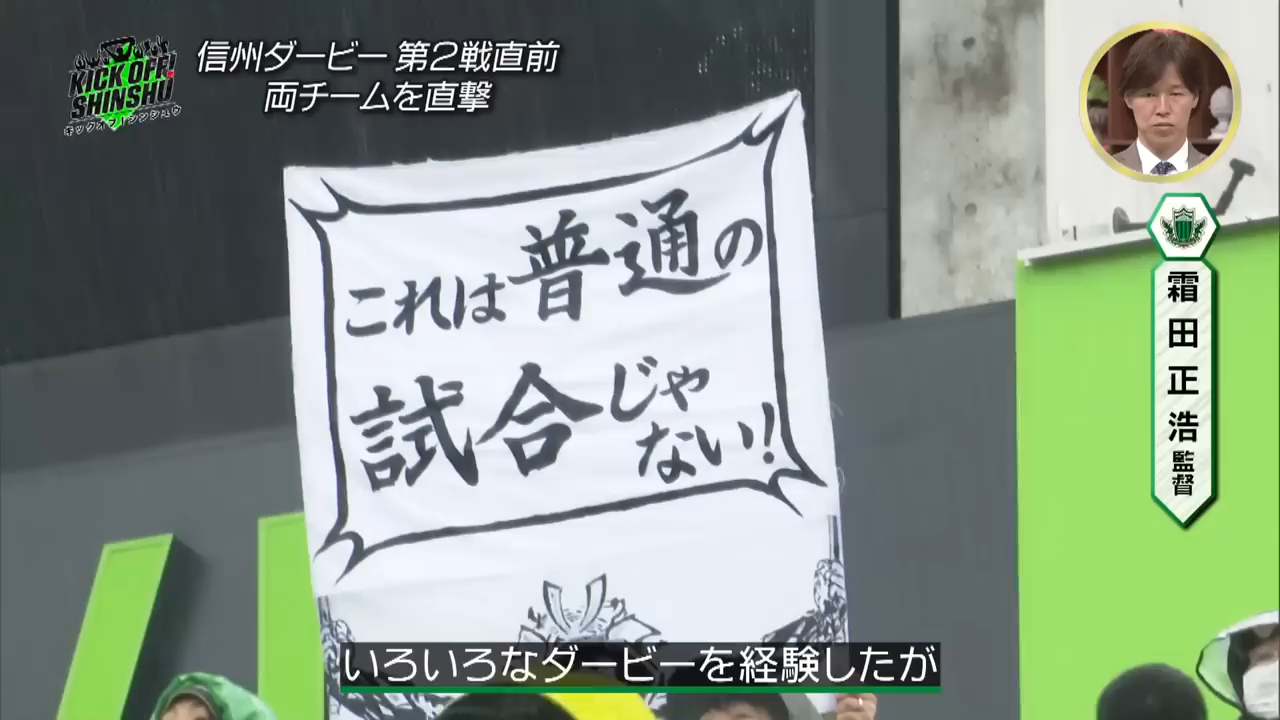 KICK OFF!
SHINSHU
キックオフ!シンシュウ
信州ダービー 第2戦直前
両チームを直撃
これは普通の
試合じゃ
ない!!
霜田正浩監督
いろいろなダービーを経験したが